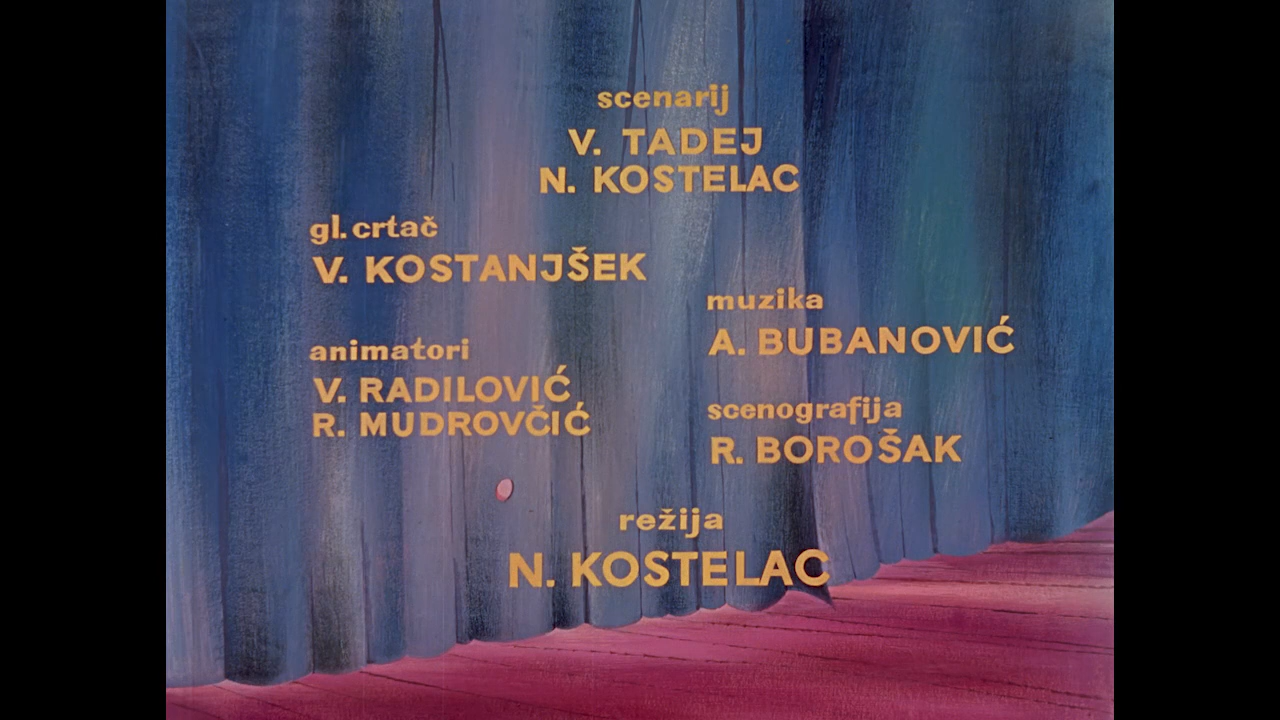 scenarij
V. TADEJ
N. KOSTELAC
gl. crtač
V. KOSTANJŠEK
animatori
V. RADILOVIĆ
R. MUDROVČIĆ
muzika
A. BUBANOVIĆ
scenografija
R. BOROŠAK
režija
N. KOSTELAC